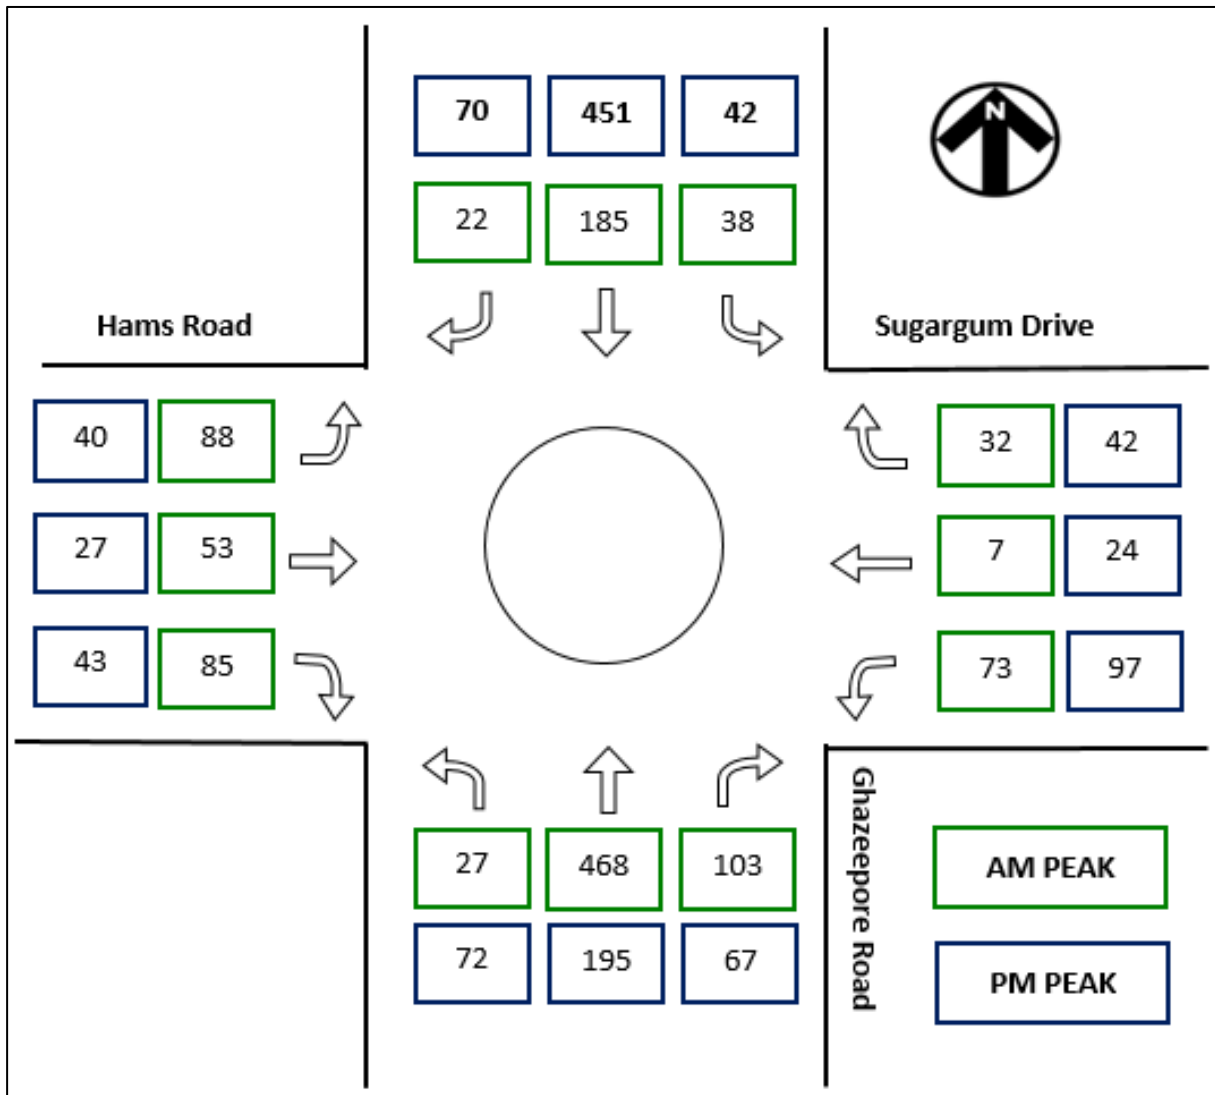 70 451 42
N
22 185 38
Hams Road
Sugargum Drive
40 88
32 42
27 53
7 24
43 85
73 97
Ghazeepore Road
27 468 103
AM PEAK
72 195 67
PM PEAK